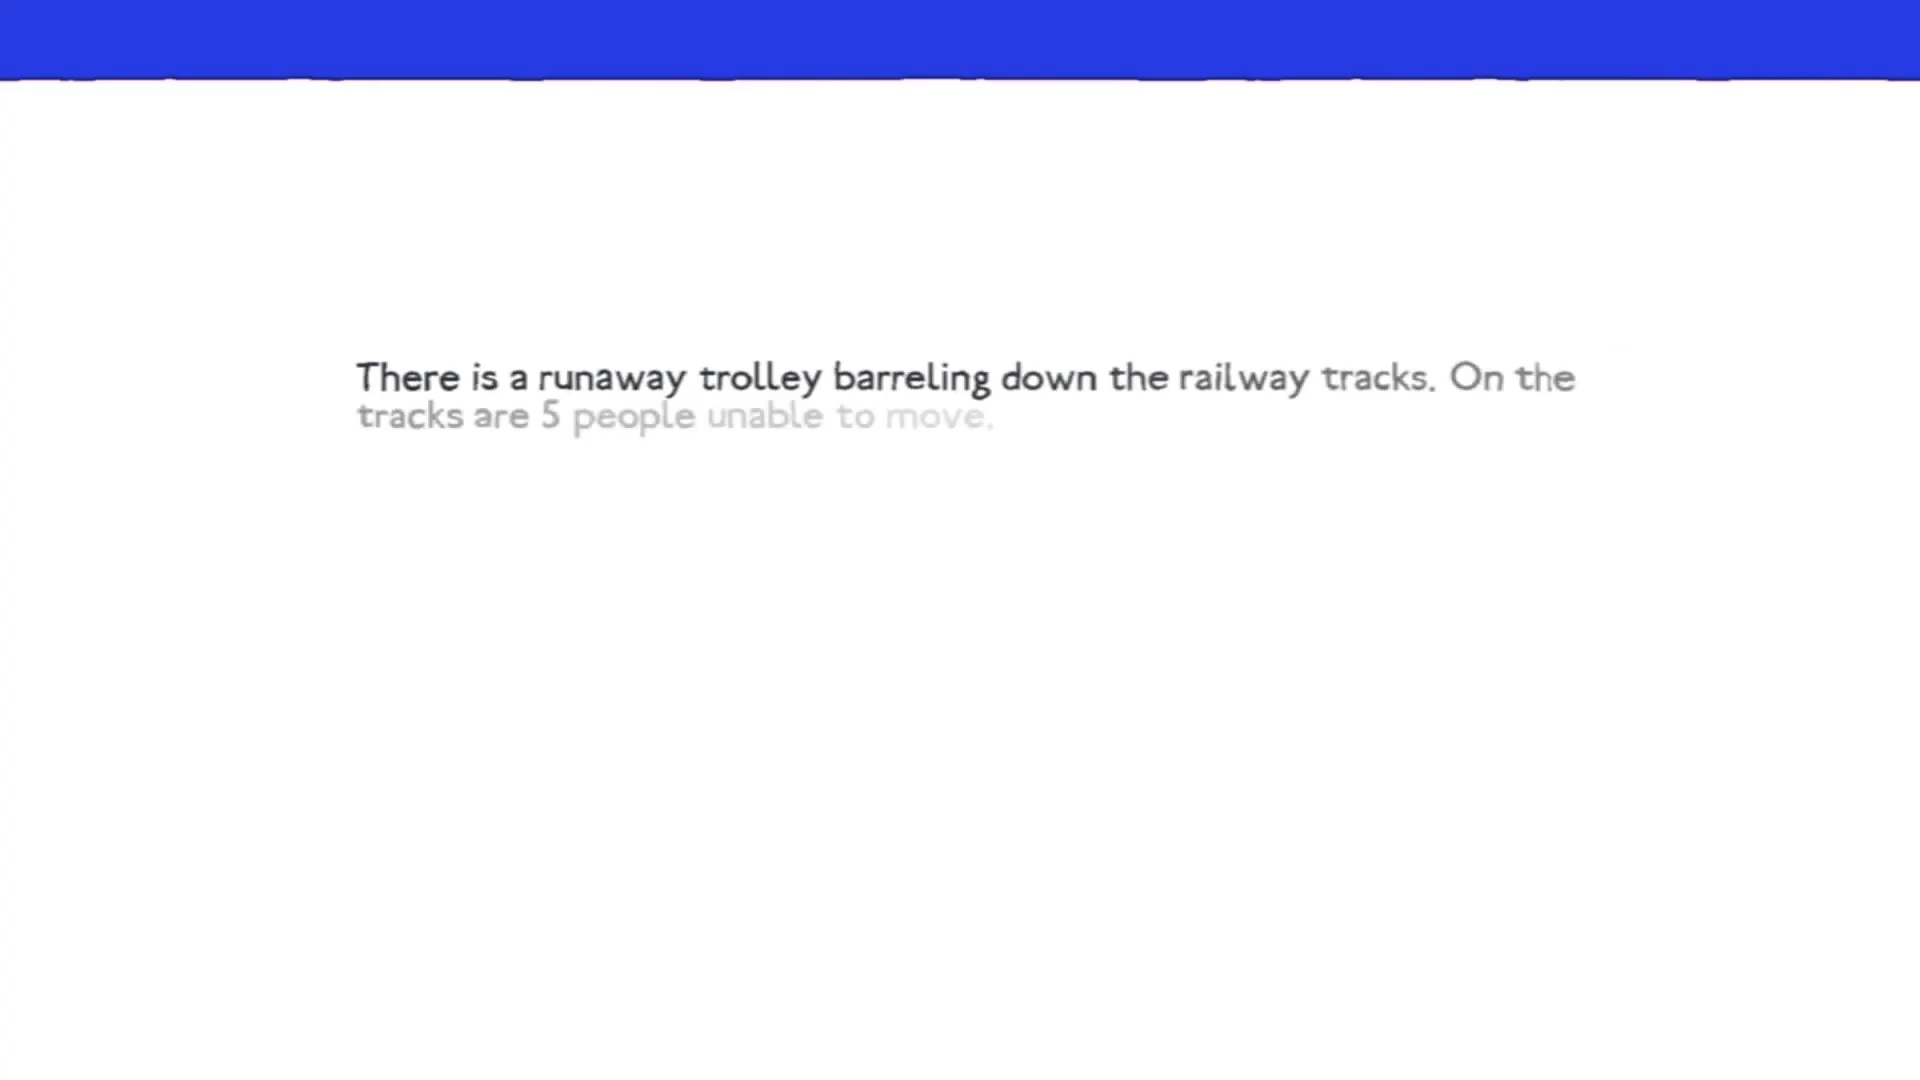 There is a runaway trolley barreling down the railway tracks. On the
tracks are 5 people unable to move.